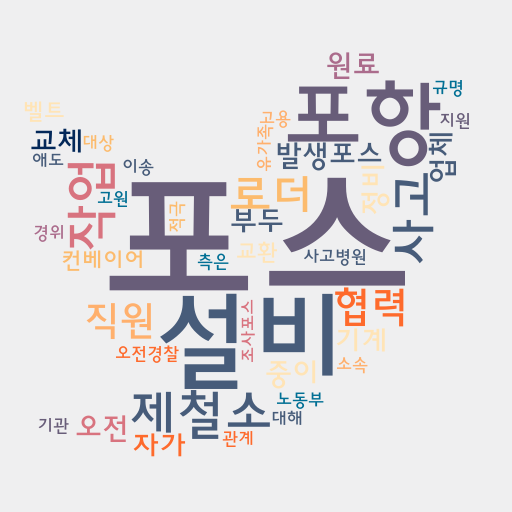 원료
벨트
포항
규명
고용
지원
교체
대상
유가족
발생포스
업체
애도
이송
작업
포스
로더
정비
사고
고원
적극
부두
경위
컨베이어
측은
교환
사고병원
직원
설비
협력
조사포스
기계
오전경찰
중이
소속
제철소
노동부
기관
오전
대해
자가
관계